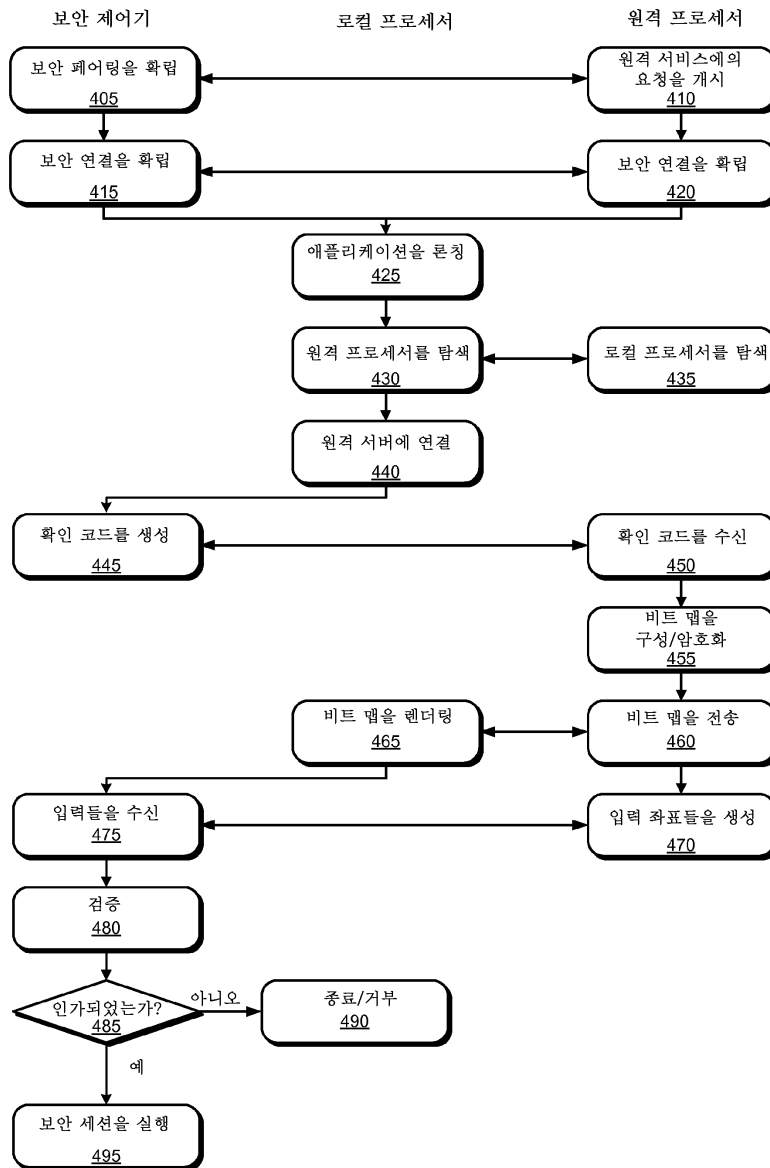 보안 제어기
로컬 프로세서
원격 프로세서
보안 페어링을 확립
405
원격 서비스에의
요청을 개시
410
보안 연결을 확립
415
보안 연결를 확립
420
애플리케이션을 론칭
425
원격 프로세서를 탐색
430
로컬 프로세서를 탐색
435
원격 서버에 연결
440
확인 코드를 생성
445
확인 코드를 수신
450
비트 맵을
구성/암호화
455
비트 맵을 렌더링
465
비트 맵을 전송
460
입력들을 수신
475
입력 좌표들을 생성
470
검증
480
인가되었는가?
485
아니오
종료/거부
490
예
보안 세션을 실행
495